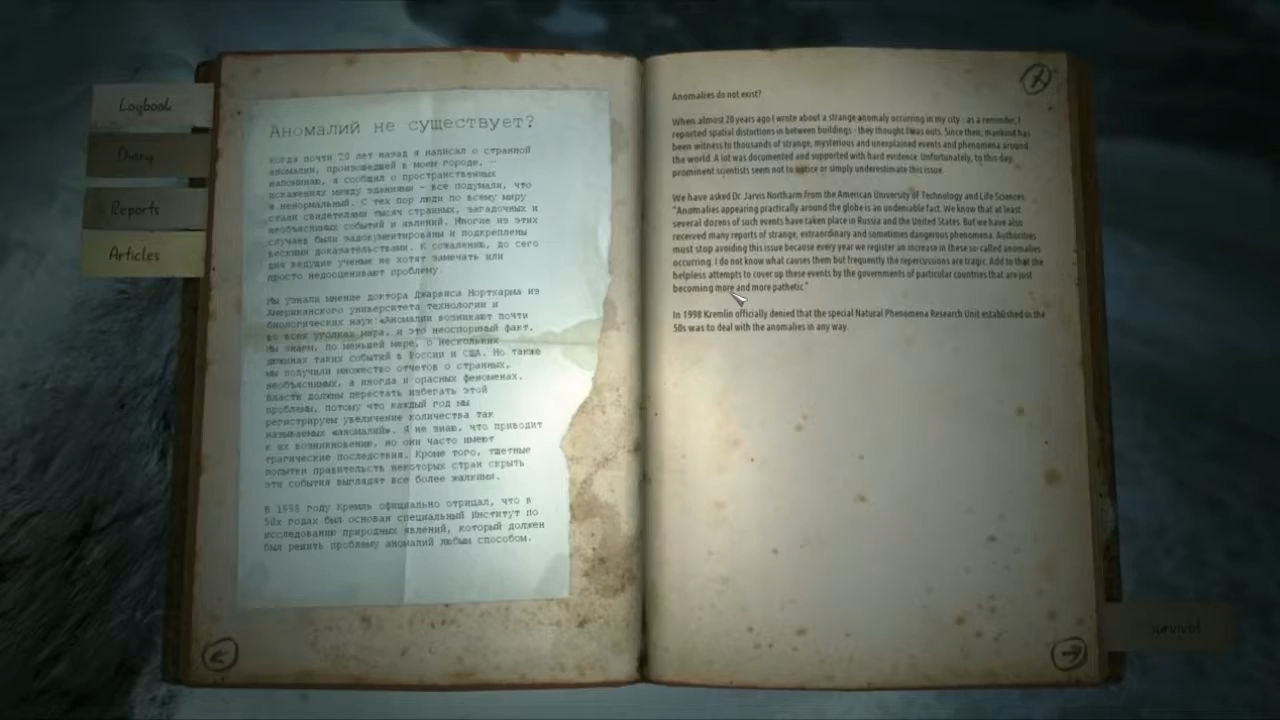 Logbook
Diary
Reports
Articles
Аномалий не существует?
Когда почти 20 лет назад я написал о странной
аномалии, произошедшей в моем городе, –
напоминаю, я сообщил о пространственных
искажениях между зданиями – все подумали, что
я ненормальный. С тех пор люди по всему миру
стали свидетелями тысяч странных, загадочных и
необъяснимых событий и явлений. Многие из этих
случаев были задокументированы и подкреплены
вескими доказательствами. К сожалению, до сего
дня ведущие ученые не хотят замечать или
просто недооценивают проблему.
Мы узнали мнение доктора Джарвиса Нортхарма из
Американского университета технологии и
биологических наук: «Аномалии возникают почти
во всех уголках мира, и это неоспоримый факт.
Мы знаем, по меньшей мере, о нескольких
дюжинах таких событий в России и США. Но также
мы получили множество отчетов о странных,
необъяснимых, а иногда и опасных феноменах.
Власти должны перестать избегать этой
проблемы, потому что каждый год мы
регистрируем увеличение количества так
называемых «аномалий». Я не знаю, что приводит
к их возникновению, но они часто имеют
трагические последствия. Кроме того, тщетные
попытки правительств некоторых стран скрыть
эти события выглядят все более жалкими.
В 1998 году Кремль официально отрицал, что в
50х годах был основан специальный Институт по
исследованию природных явлений, который должен
был решить проблему аномалий любым способом.
Anomalies do not exist?
When almost 20 years ago I wrote about a strange anomaly occurring in my city - as a reminder, I
reported spatial distortions in between buildings - they thought I was nuts. Since then, mankind has
been witness to thousands of strange, mysterious and unexplained events and phenomena around
the world. A lot was documented and supported with hard evidence. Unfortunately, to this day,
prominent scientists seem not to notice or simply underestimate this issue.
We have asked Dr. Jarvis Northarm from the American University of Technology and Life Sciences.
"Anomalies appearing practically around the globe is an undeniable fact. We know that at least
several dozens of such events have taken place in Russia and the United States. But we have also
received many reports of strange, extraordinary and sometimes dangerous phenomena. Authorities
must stop avoiding this issue because every year we register an increase in these so-called anomalies
occurring. I do not know what causes them but frequently the repercussions are tragic. Add to that the
helpless attempts to cover up these events by the governments of particular countries that are just
becoming more and more pathetic."
In 1998 Kremlin officially denied that the special Natural Phenomena Research Unit established in the
50s was to deal with the anomalies in any way.
survival